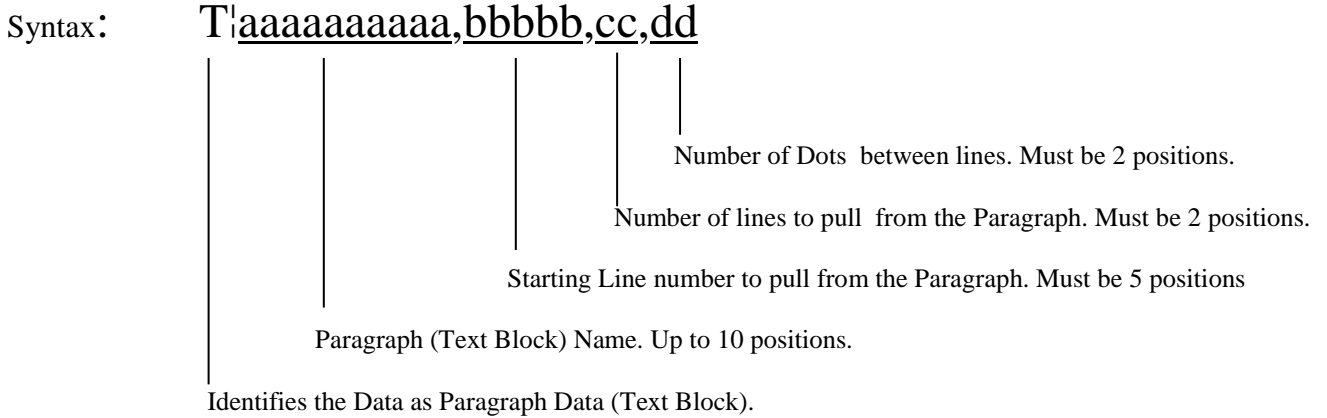 Syntax: T¦aaaaaaaaaa,bbbbb,cc,dd
Number of Dots between lines. Must be 2 positions.
Number of lines to pull from the Paragraph. Must be 2 positions.
Starting Line number to pull from the Paragraph. Must be 5 positions
Paragraph (Text Block) Name. Up to 10 positions.
Identifies the Data as Paragraph Data (Text Block).